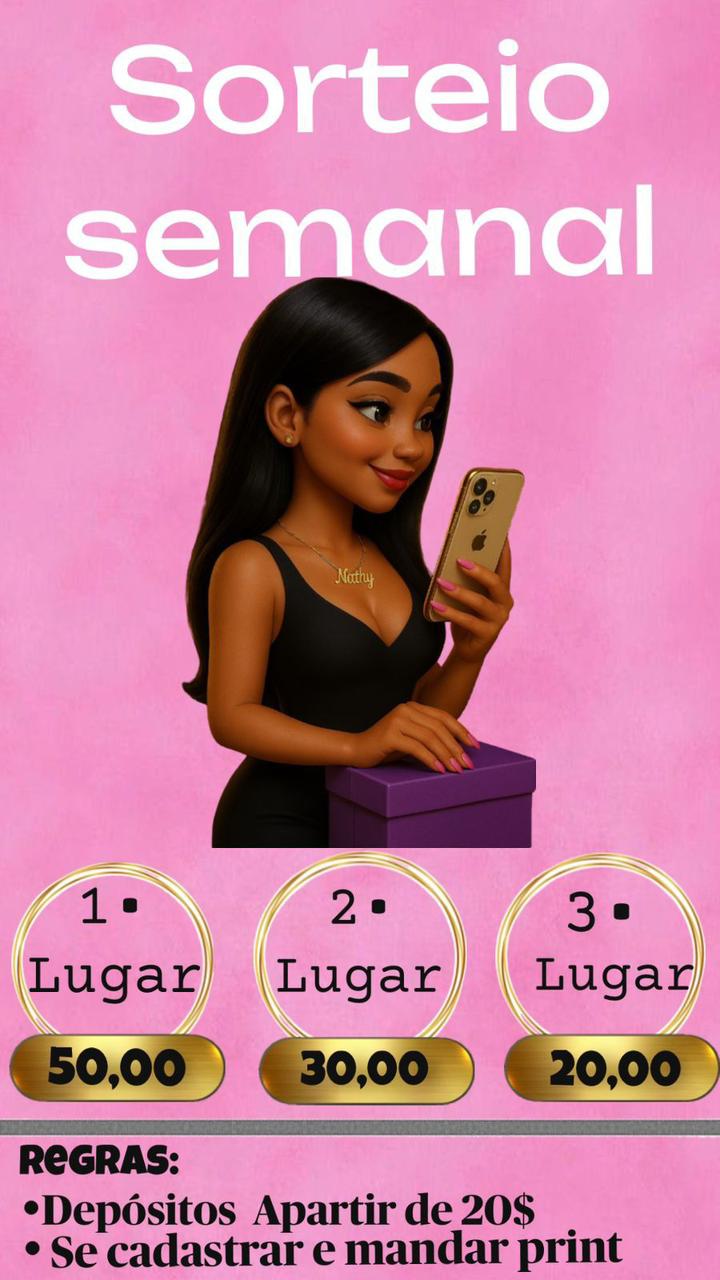 Sorteio
semanal
Nathy
1. 2. 3.
Lugar Lugar Lugar
50,00 30,00 20,00
ReGRAS:
•Depósitos Apartir de 20$
• Se cadastrar e mandar print